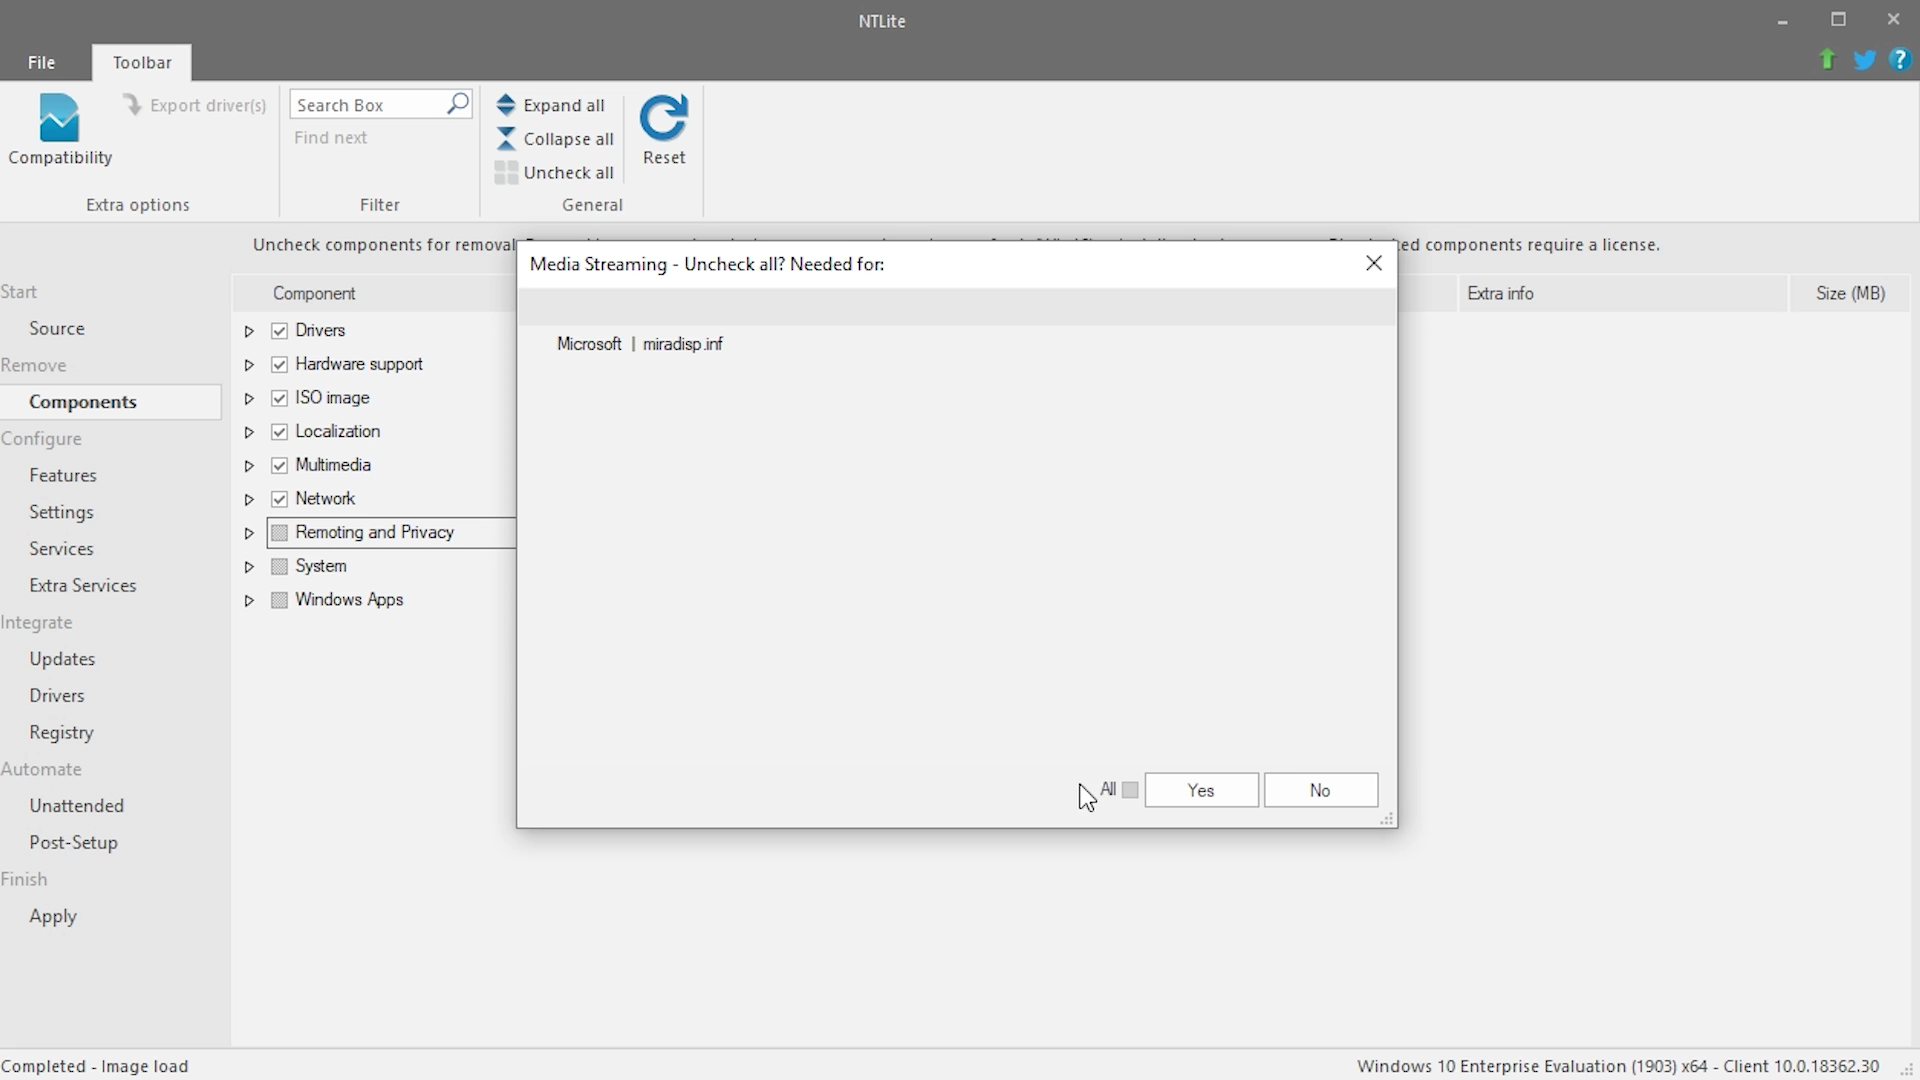 NTLite
File
Toolbar
Compatibility
Export driver(s)
Extra options
Search Box
Find next
Filter
Expand all
Collapse all
Uncheck all
Reset
General
Uncheck components for removal
ed components require a license.
Start
Source
Remove
Components
Configure
Features
Settings
Services
Extra Services
Integrate
Updates
Drivers
Registry
Automate
Unattended
Post-Setup
Finish
Apply
Component
Extra info
Size (MB)
Drivers
Hardware support
ISO image
Localization
Multimedia
Network
Remoting and Privacy
System
Windows Apps
Media Streaming - Uncheck all? Needed for:
Microsoft | miradisp.inf
All
Yes
No
Completed - Image load
Windows 10 Enterprise Evaluation (1903) x64 - Client 10.0.18362.30